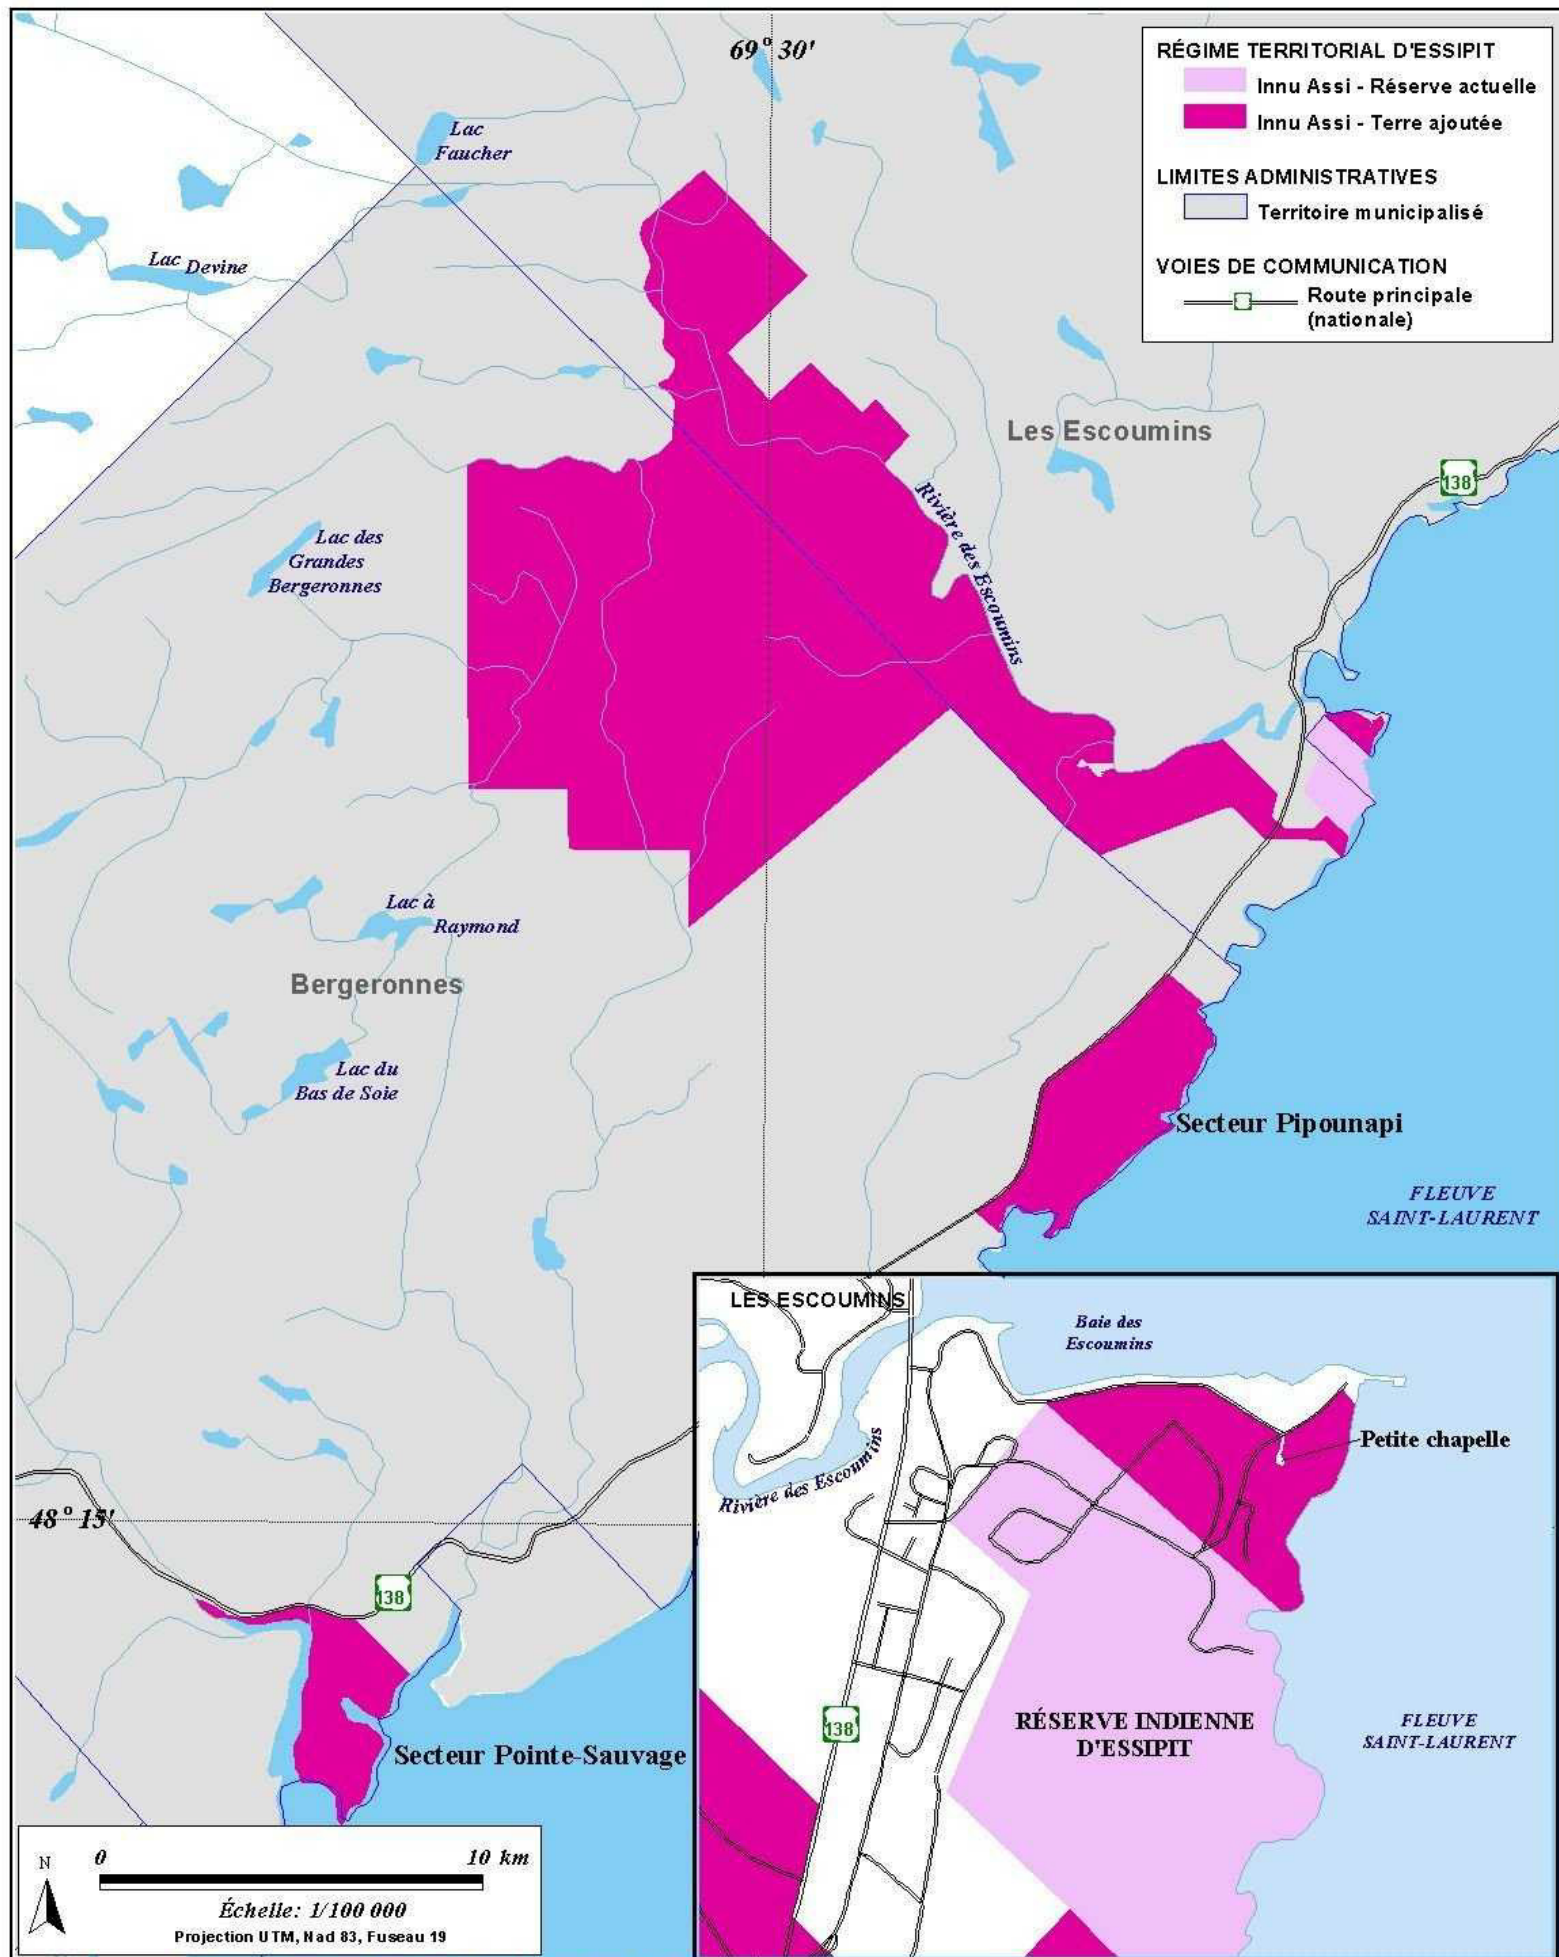 69° 30'
RÉGIME TERRITORIAL D'ESSIPIT
Innu Assi - Réserve actuelle
Innu Assi - Terre ajoutée
LIMITES ADMINISTRATIVES
Territoire municipalisé
VOIES DE COMMUNICATION
Route principale
(nationale)
Lac
Faucher
Lac Devine
Les Escoumins
138
Rivière des Escoumins
Lac des
Grandes
Bergeronnes
Lac à
Raymond
Bergeronnes
Lac du
Bas de Soie
Secteur Pipounapi
FLEUVE
SAINT-LAURENT
48° 15'
138
Secteur Pointe-Sauvage
N
0 10 km
Échelle: 1/100 000
Projection UTM, Nad 83, Fuseau 19
LES ESCOUMINS
Baie des
Escoumins
Petite chapelle
Rivière des Escoumins
138
RÉSERVE INDIENNE
D'ESSIPIT
FLEUVE
SAINT-LAURENT